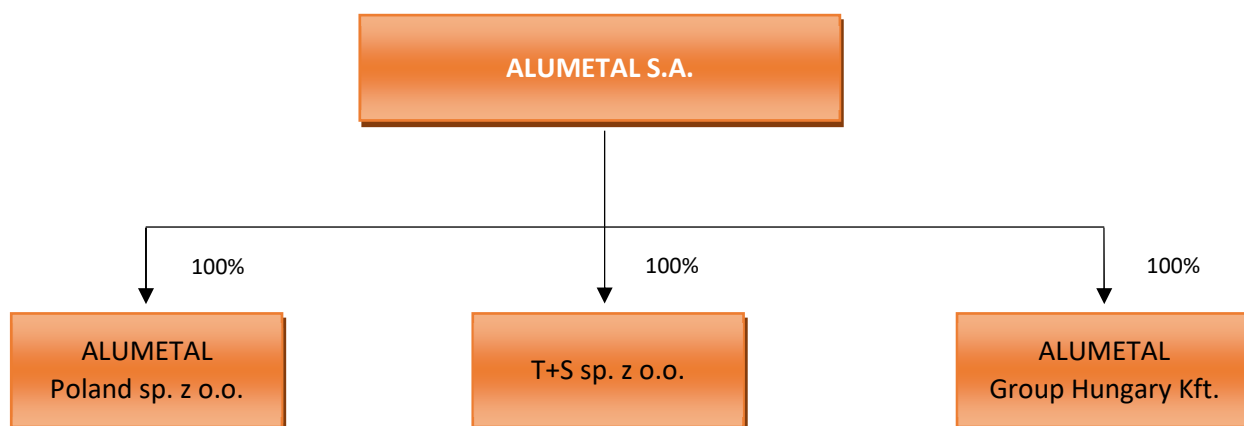 ALUMETAL S.A.
100%
100%
100%
ALUMETAL
Poland sp. z o.o.
T+S sp. z o.o.
ALUMETAL
Group Hungary Kft.